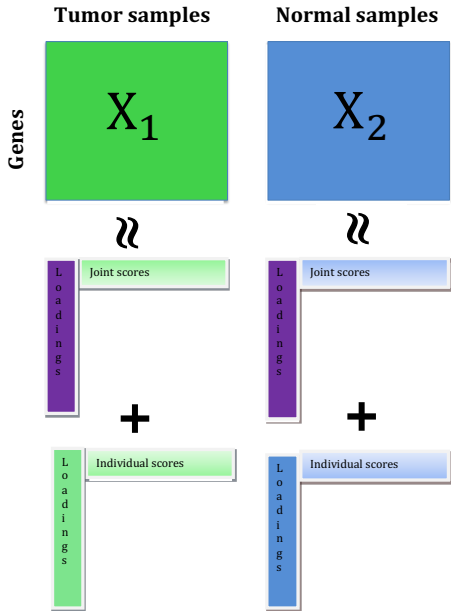 Tumor samples
Normal samples
Genes
X1
X2
≈
≈
Loadings
Joint scores
Loadings
Joint scores
+
+
Loadings
Individual scores
Loadings
Individual scores